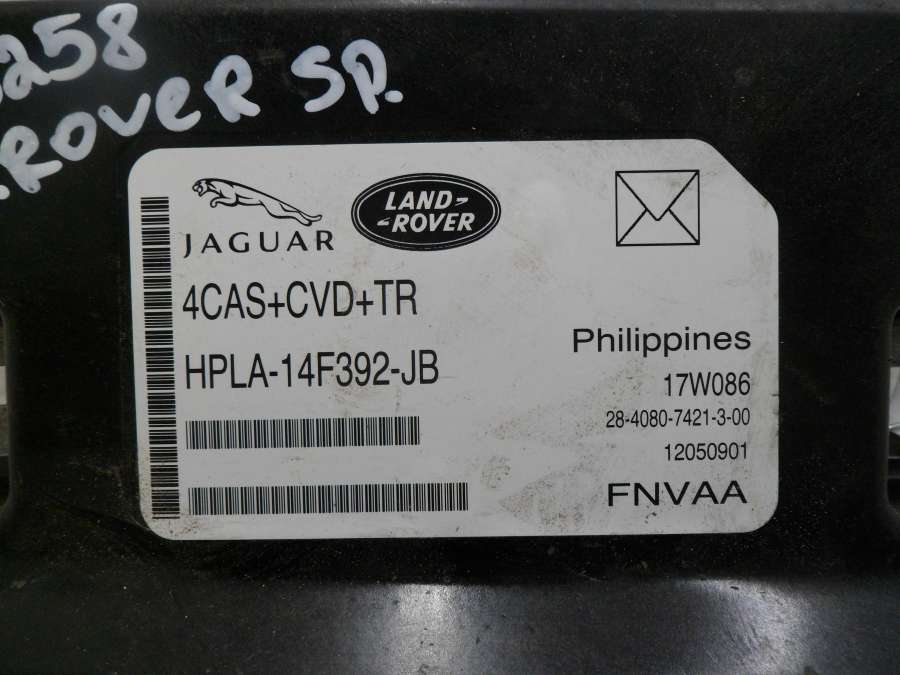 258
ROVER SP.
JAGUAR
LAND-
-ROVER
4CAS+CVD+TR
HPLA-14F392-JB
Philippines
17W086
28-4080-7421-3-00
12050901
FNVAA